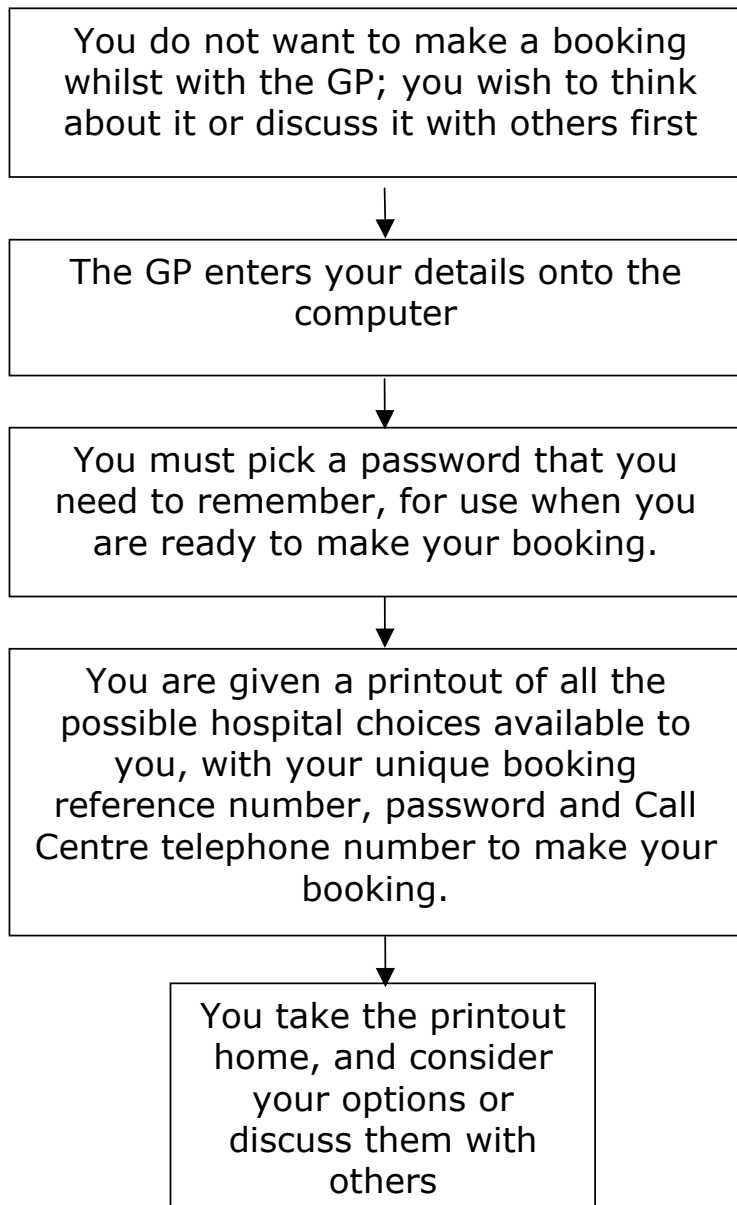 You do not want to make a booking
whilst with the GP; you wish to think
about it or discuss it with others first
The GP enters your details onto the
computer
You must pick a password that you
need to remember, for use when you
are ready to make your booking.
You are given a printout of all the
possible hospital choices available to
you, with your unique booking
reference number, password and Call
Centre telephone number to make your
booking.
You take the printout
home, and consider
your options or
discuss them with
others